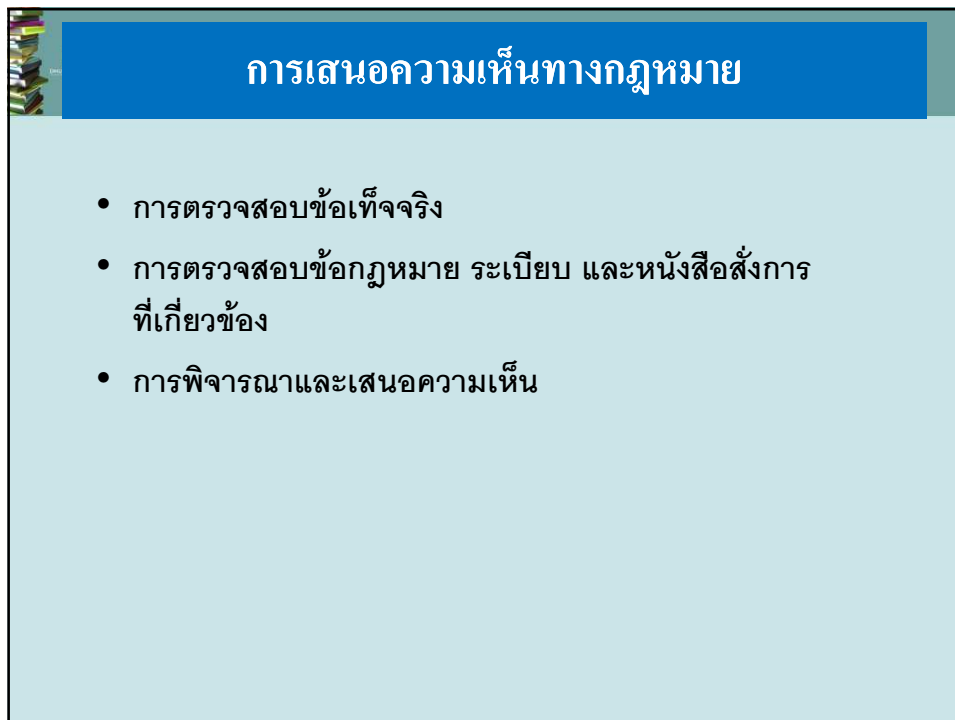 การเสนอความเห็นทางกฎหมาย
• การตรวจสอบข้อเท็จจริง
• การตรวจสอบข้อกฎหมาย ระเบียบ และหนังสือสั่งการ
ที่เกี่ยวข้อง
• การพิจารณาและเสนอความเห็น